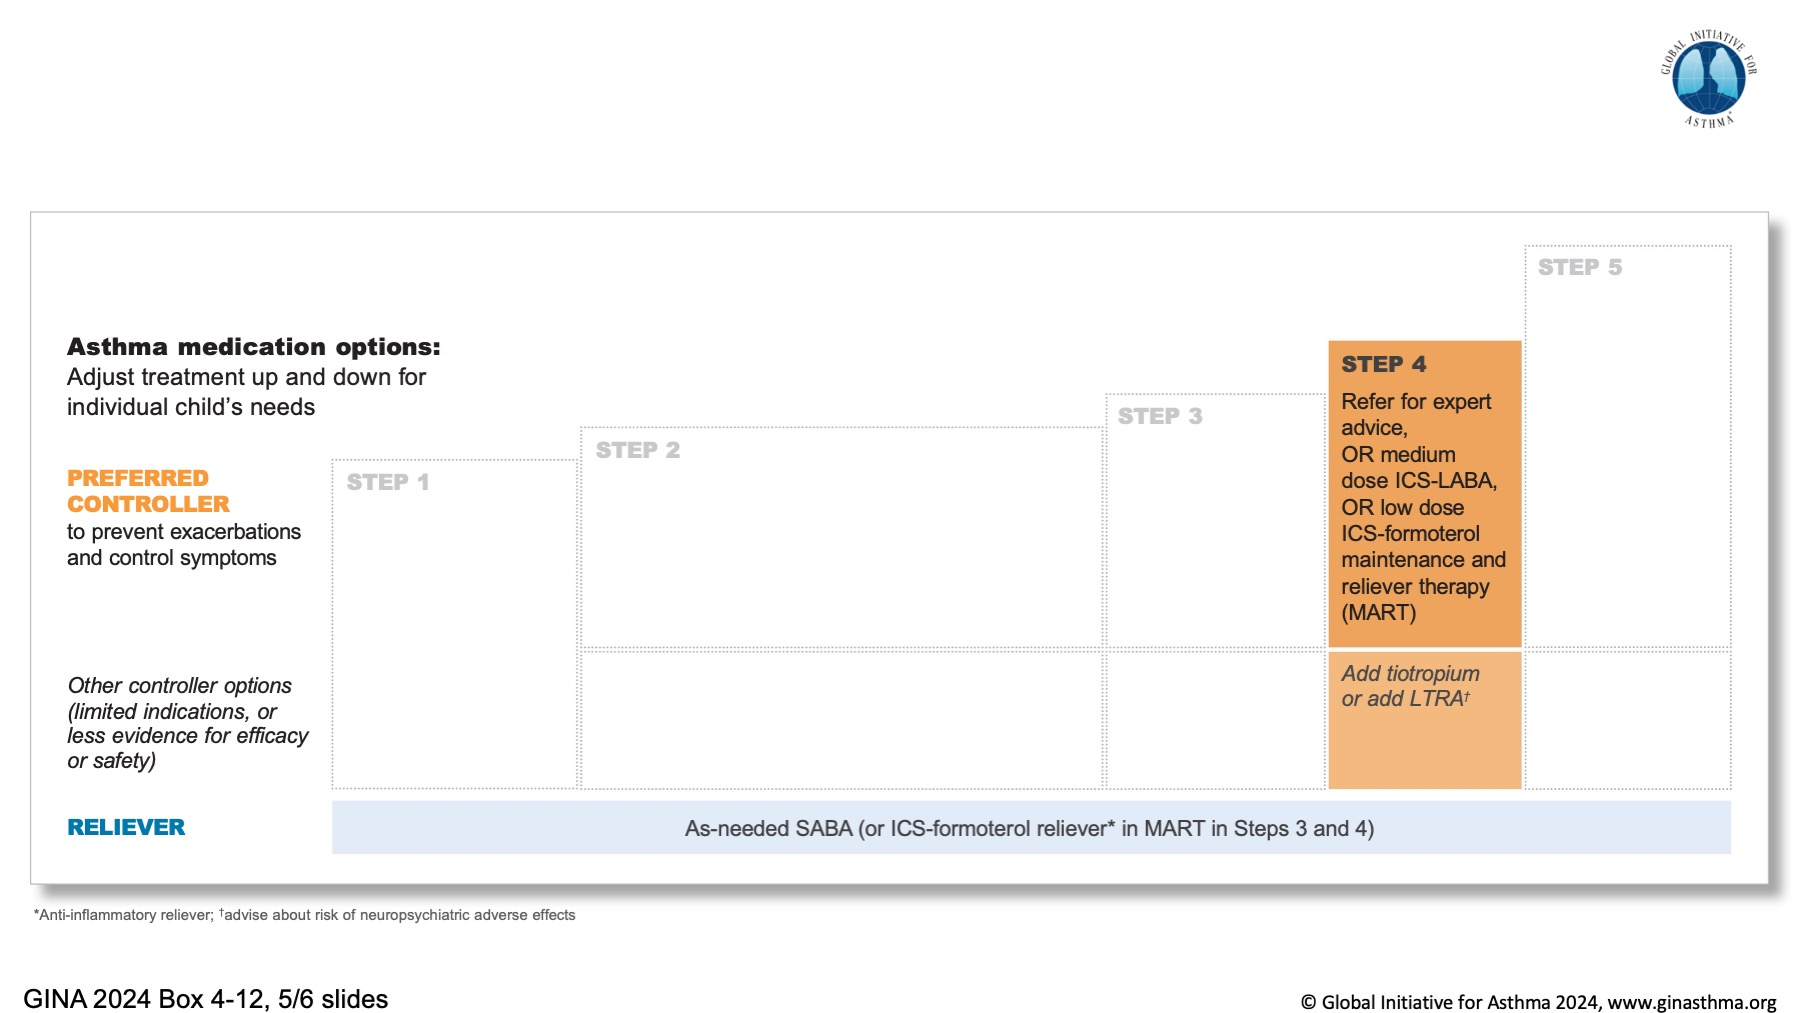 GLOBAL INITIATIVE FOR
ASTHMA
Asthma medication options:
Adjust treatment up and down for
individual child’s needs
PREFERRED
CONTROLLER
to prevent exacerbations
and control symptoms
Other controller options
(limited indications, or
less evidence for efficacy
or safety)
RELIEVER
STEP 1
STEP 2
STEP 3
STEP 4
Refer for expert
advice,
OR medium
dose ICS-LABA,
OR low dose
ICS-formoterol
maintenance and
reliever therapy
(MART)
Add tiotropium
or add LTRA†
STEP 5
As-needed SABA (or ICS-formoterol reliever* in MART in Steps 3 and 4)
*Anti-inflammatory reliever; †advise about risk of neuropsychiatric adverse effects
GINA 2024 Box 4-12, 5/6 slides
© Global Initiative for Asthma 2024, www.ginasthma.org